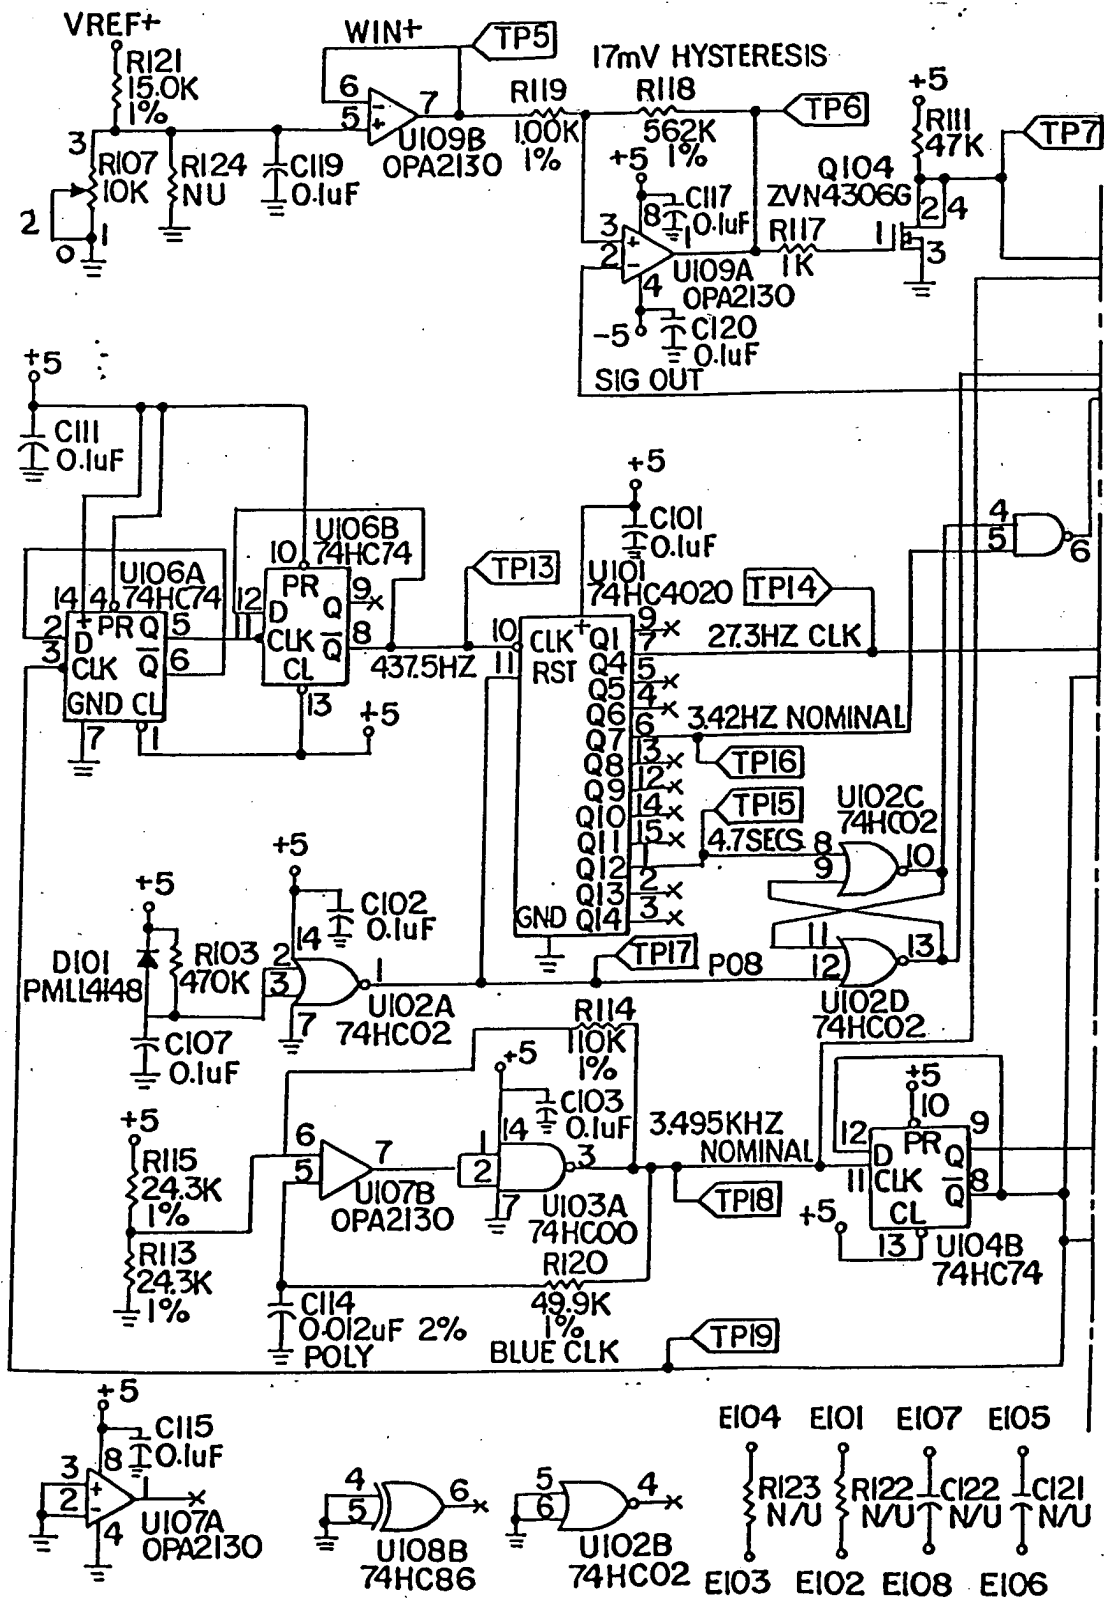 VREF+
R121
15.0K
1%
3
R107
10K
2
1
R124
NU
C119
0.1uF
WIN+
TP5
6
5
-
+
7
U109B
OPA2130
17mV HYSTERESIS
R119
1.00K
1%
R118
562K
1%
TP6
+5
C117
0.1uF
8
3
2
+
-
1
4
U109A
OPA2130
-5
C120
0.1uF
R117
1K
+5
R111
47K
TP7
Q104
ZVN4306G
2
4
1
3
SIG OUT
+5
C111
0.1uF
U106A
74HC74
14
4
2
3
+
D
PR
Q
5
CLK
Q
6
GND
CL
7
1
U106B
74HC74
10
12
11
PR
D
Q
9
CLK
Q
8
CL
13
+5
TP13
437.5HZ
+5
C101
0.1uF
U101
74HC4020
10
11
CLK
RST
+
GND
Q1
9
Q4
7
Q5
5
Q6
4
Q7
6
Q8
13
Q9
12
Q10
14
Q11
15
Q12
1
Q13
2
Q14
3
TP14
27.3HZ CLK
3.42HZ NOMINAL
TP16
TP15
4.7SECS
4
5
6
U102C
74HC02
8
9
10
11
12
13
U102D
74HC02
TP17
P08
+5
D101
PMLL4148
R103
470K
C107
0.1uF
+5
C102
0.1uF
14
2
3
1
7
U102A
74HC02
R114
110K
1%
+5
C103
0.1uF
14
1
2
3
7
U103A
74HC00
+5
R115
24.3K
1%
R113
24.3K
1%
6
5
7
U107B
OPA2130
C114
0.012uF 2%
POLY
R120
49.9K
1%
BLUE CLK
3.495KHZ
NOMINAL
TP18
TP19
+5
10
12
11
D
PR
Q
9
CLK
Q
8
CL
13
+5
U104B
74HC74
+5
C115
0.1uF
8
3
2
+
-
1
4
U107A
OPA2130
4
5
6
U108B
74HC86
5
6
4
U102B
74HC02
E104
E101
E107
E105
R123
N/U
R122
N/U
C122
N/U
C121
N/U
E103
E102
E108
E106